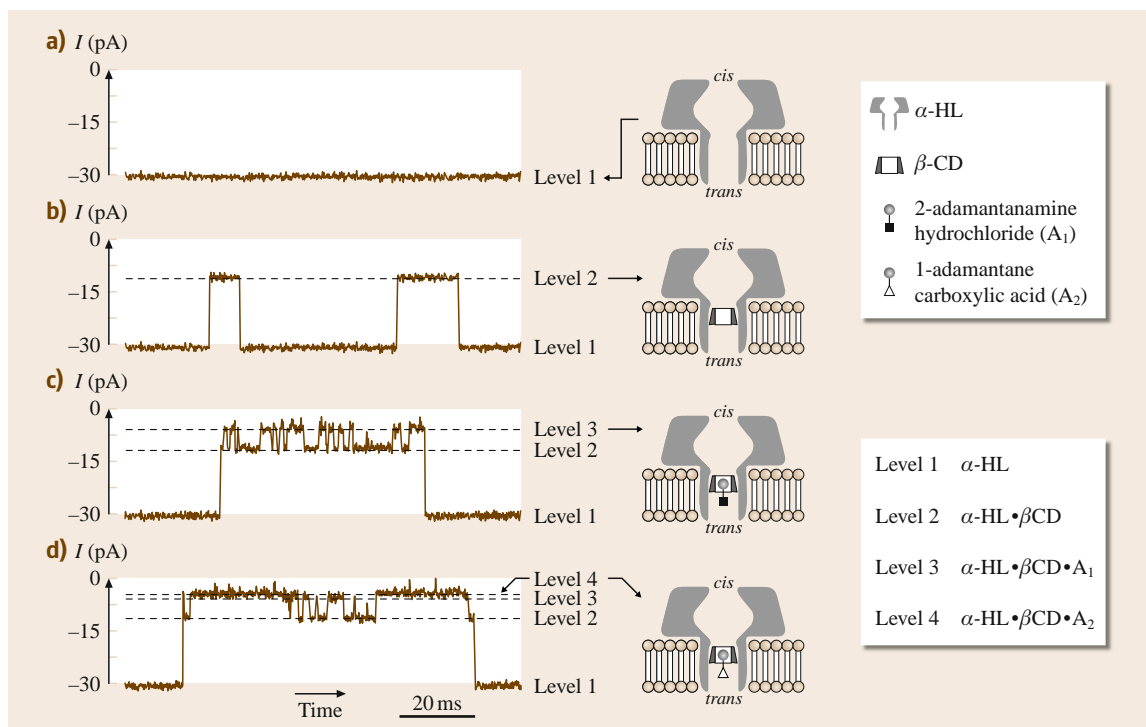 a) I (pA)
0
–15
–30
Level 1
cis
trans
b) I (pA)
0
–15
–30
Level 2
Level 1
cis
trans
c) I (pA)
0
–15
–30
Level 3
Level 2
Level 1
cis
trans
d) I (pA)
0
–15
–30
Level 4
Level 3
Level 2
Level 1
cis
trans
Time
20 ms
α-HL
β-CD
2-adamantanamine
hydrochloride (A₁)
1-adamantane
carboxylic acid (A₂)
Level 1 α-HL
Level 2 α-HL•βCD
Level 3 α-HL•βCD•A₁
Level 4 α-HL•βCD•A₂